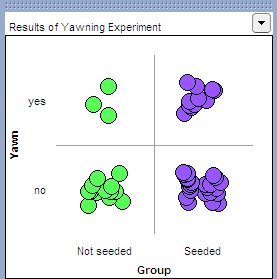 Results of Yawning Experiment
yes
Yawn
no
Not seeded
Seeded
Group